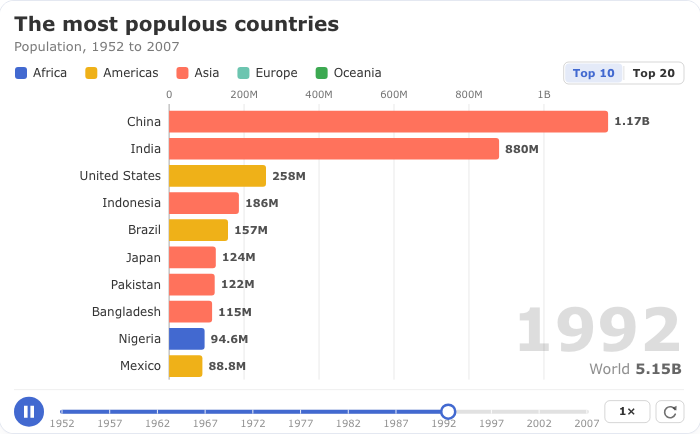 The most populous countries
Population, 1952 to 2007
Africa Americas Asia Europe Oceania Top 10 Top 20
0 200M 400M 600M 800M 1B
China 1.17B
India 880M
United States 258M
Indonesia 186M
Brazil 157M
Japan 124M
Pakistan 122M
Bangladesh 115M
Nigeria 94.6M
Mexico 88.8M
1992
World 5.15B
1952 1957 1962 1967 1972 1977 1982 1987 1992 1997 2002 2007
1×